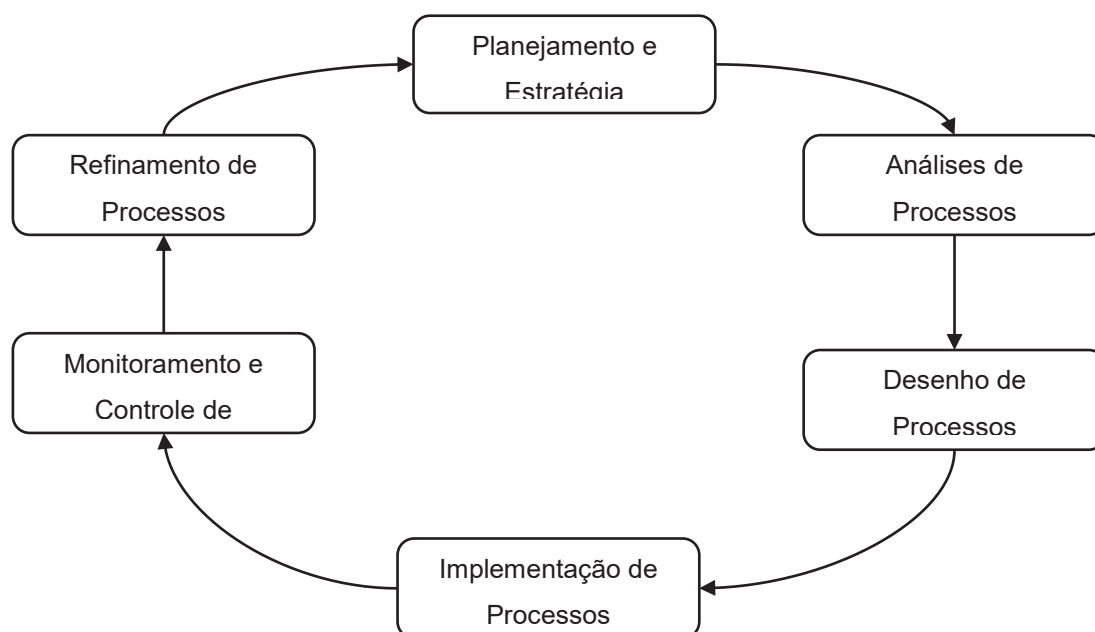 Planejamento e
Estratégia
Análises de
Processos
Desenho de
Processos
Implementação de
Processos
Monitoramento e
Controle de
Refinamento de
Processos